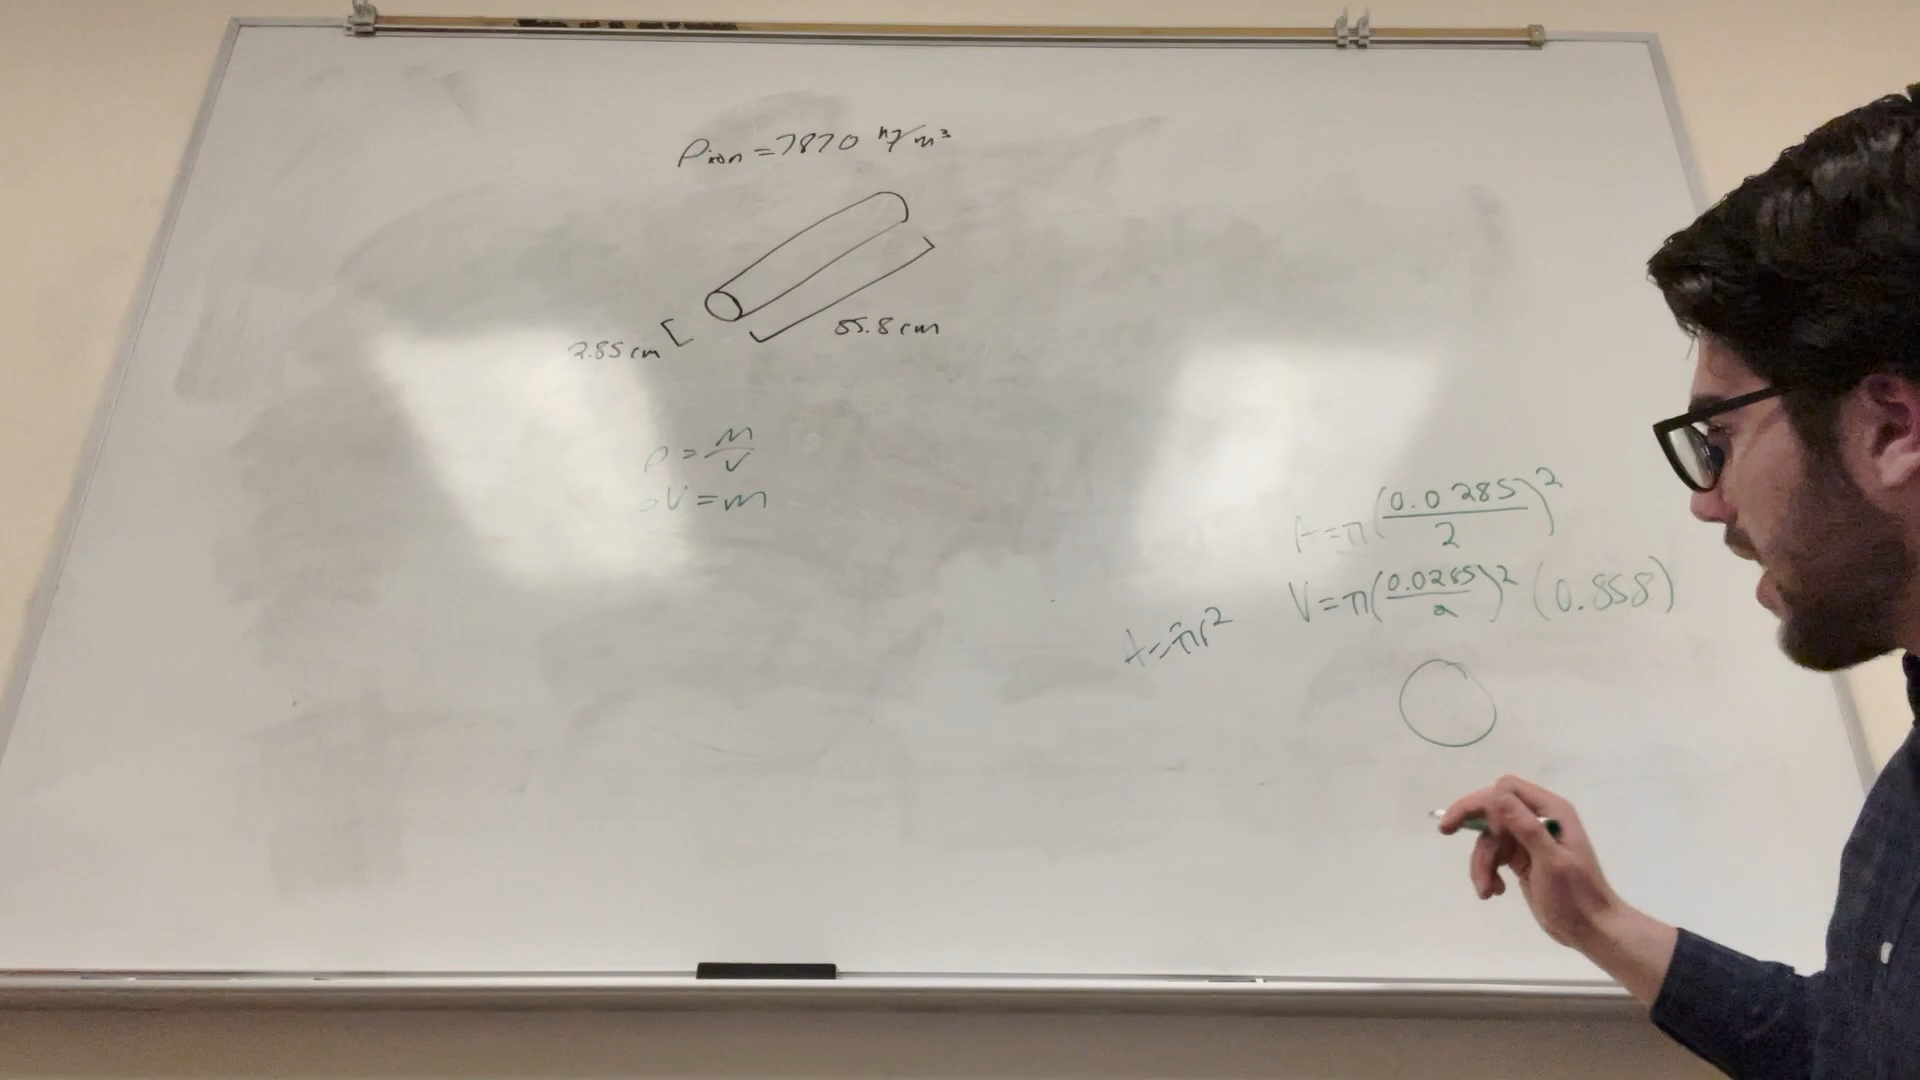 ρiron = 7870 kg/m³
85.8 cm
2.85 cm
ρ = m/V
ρV = m
A = π(0.0285/2)²
V = π(0.0285/2)² (0.858)
A = πr²